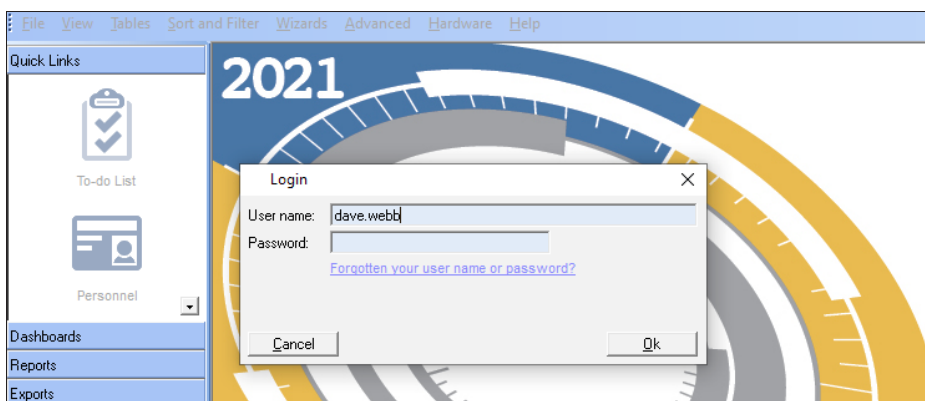 File View Tables Sort and Filter Wizards Advanced Hardware Help
Quick Links
2021
To-do List
Personnel
Dashboards
Reports
Exports
Login
User name: dave.webb
Password:
Forgotten your user name or password?
Cancel Ok